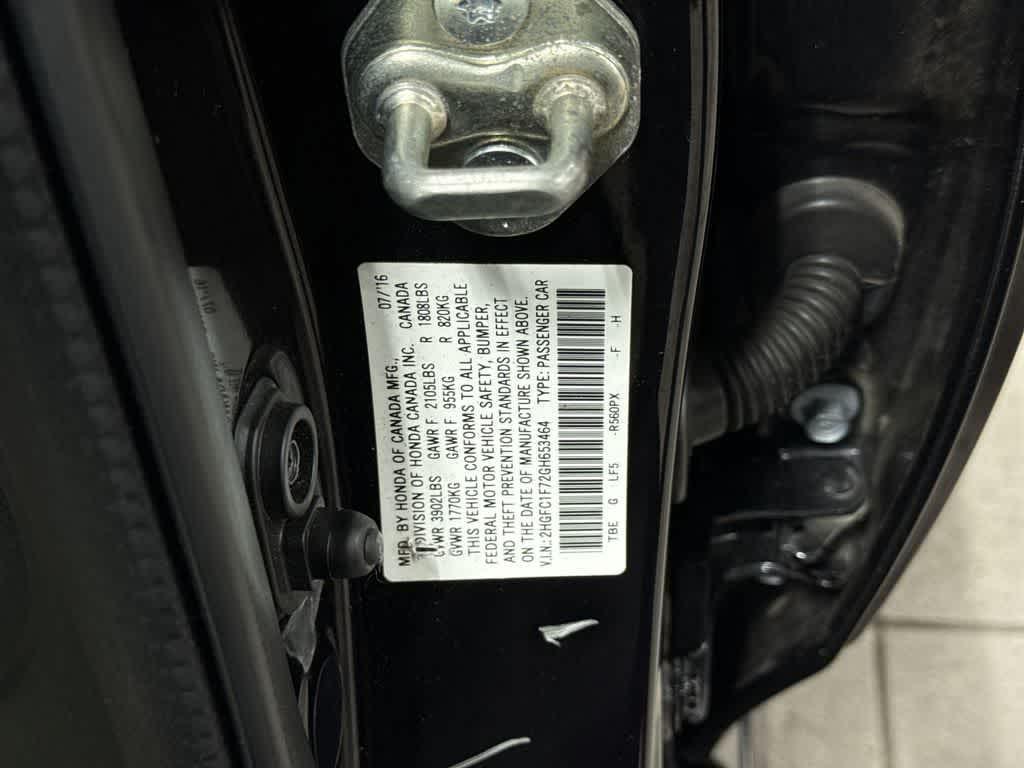 MFD. BY HONDA OF CANADA MFG., 07/'16
DIVISION OF HONDA CANADA INC. CANADA
GVWR 3902LBS GAWR F 2105LBS R 1808LBS
GVWR 1770KG GAWR F 955KG R 820KG
THIS VEHICLE CONFORMS TO ALL APPLICABLE
FEDERAL MOTOR VEHICLE SAFETY, BUMPER,
AND THEFT PREVENTION STANDARDS IN EFFECT
ON THE DATE OF MANUFACTURE SHOWN ABOVE.
V.I.N.: 2HGFC1F72GH653464 TYPE: PASSENGER CAR
TBE G LF5 -R560PX -F -H